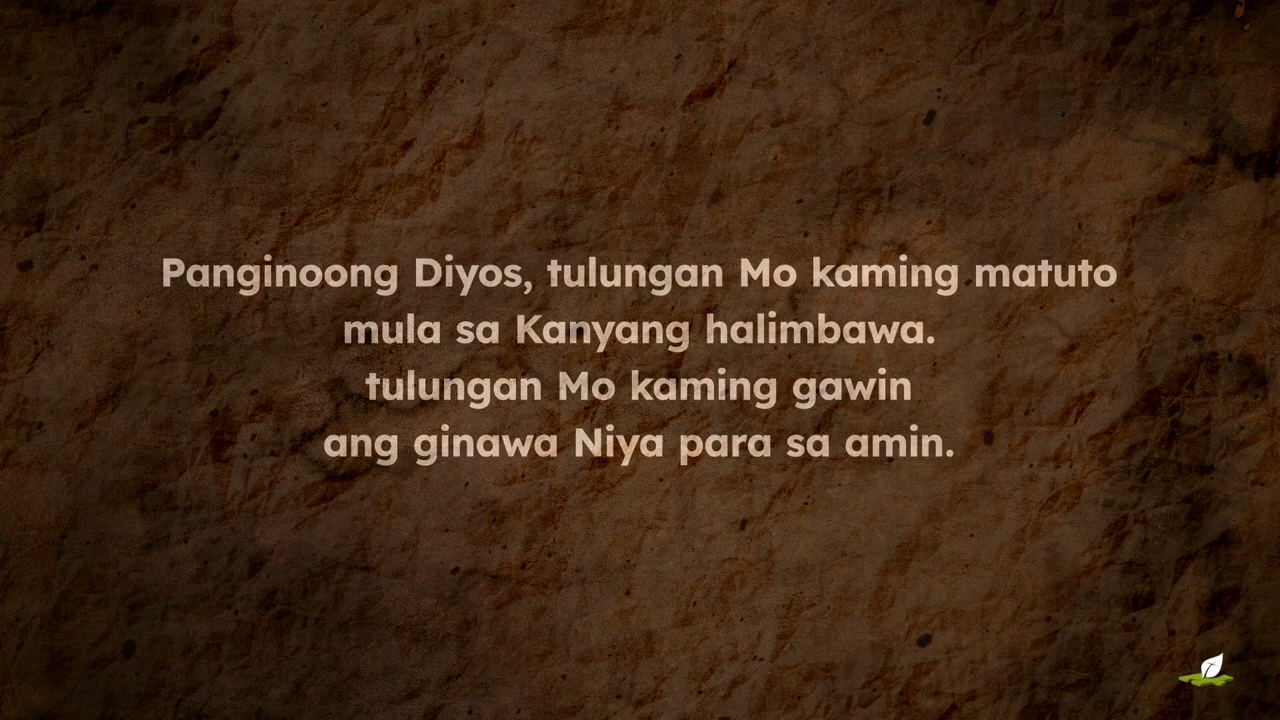 Panginoong Diyos, tulungan Mo kaming matuto
mula sa Kanyang halimbawa.
tulungan Mo kaming gawin
ang ginawa Niya para sa amin.